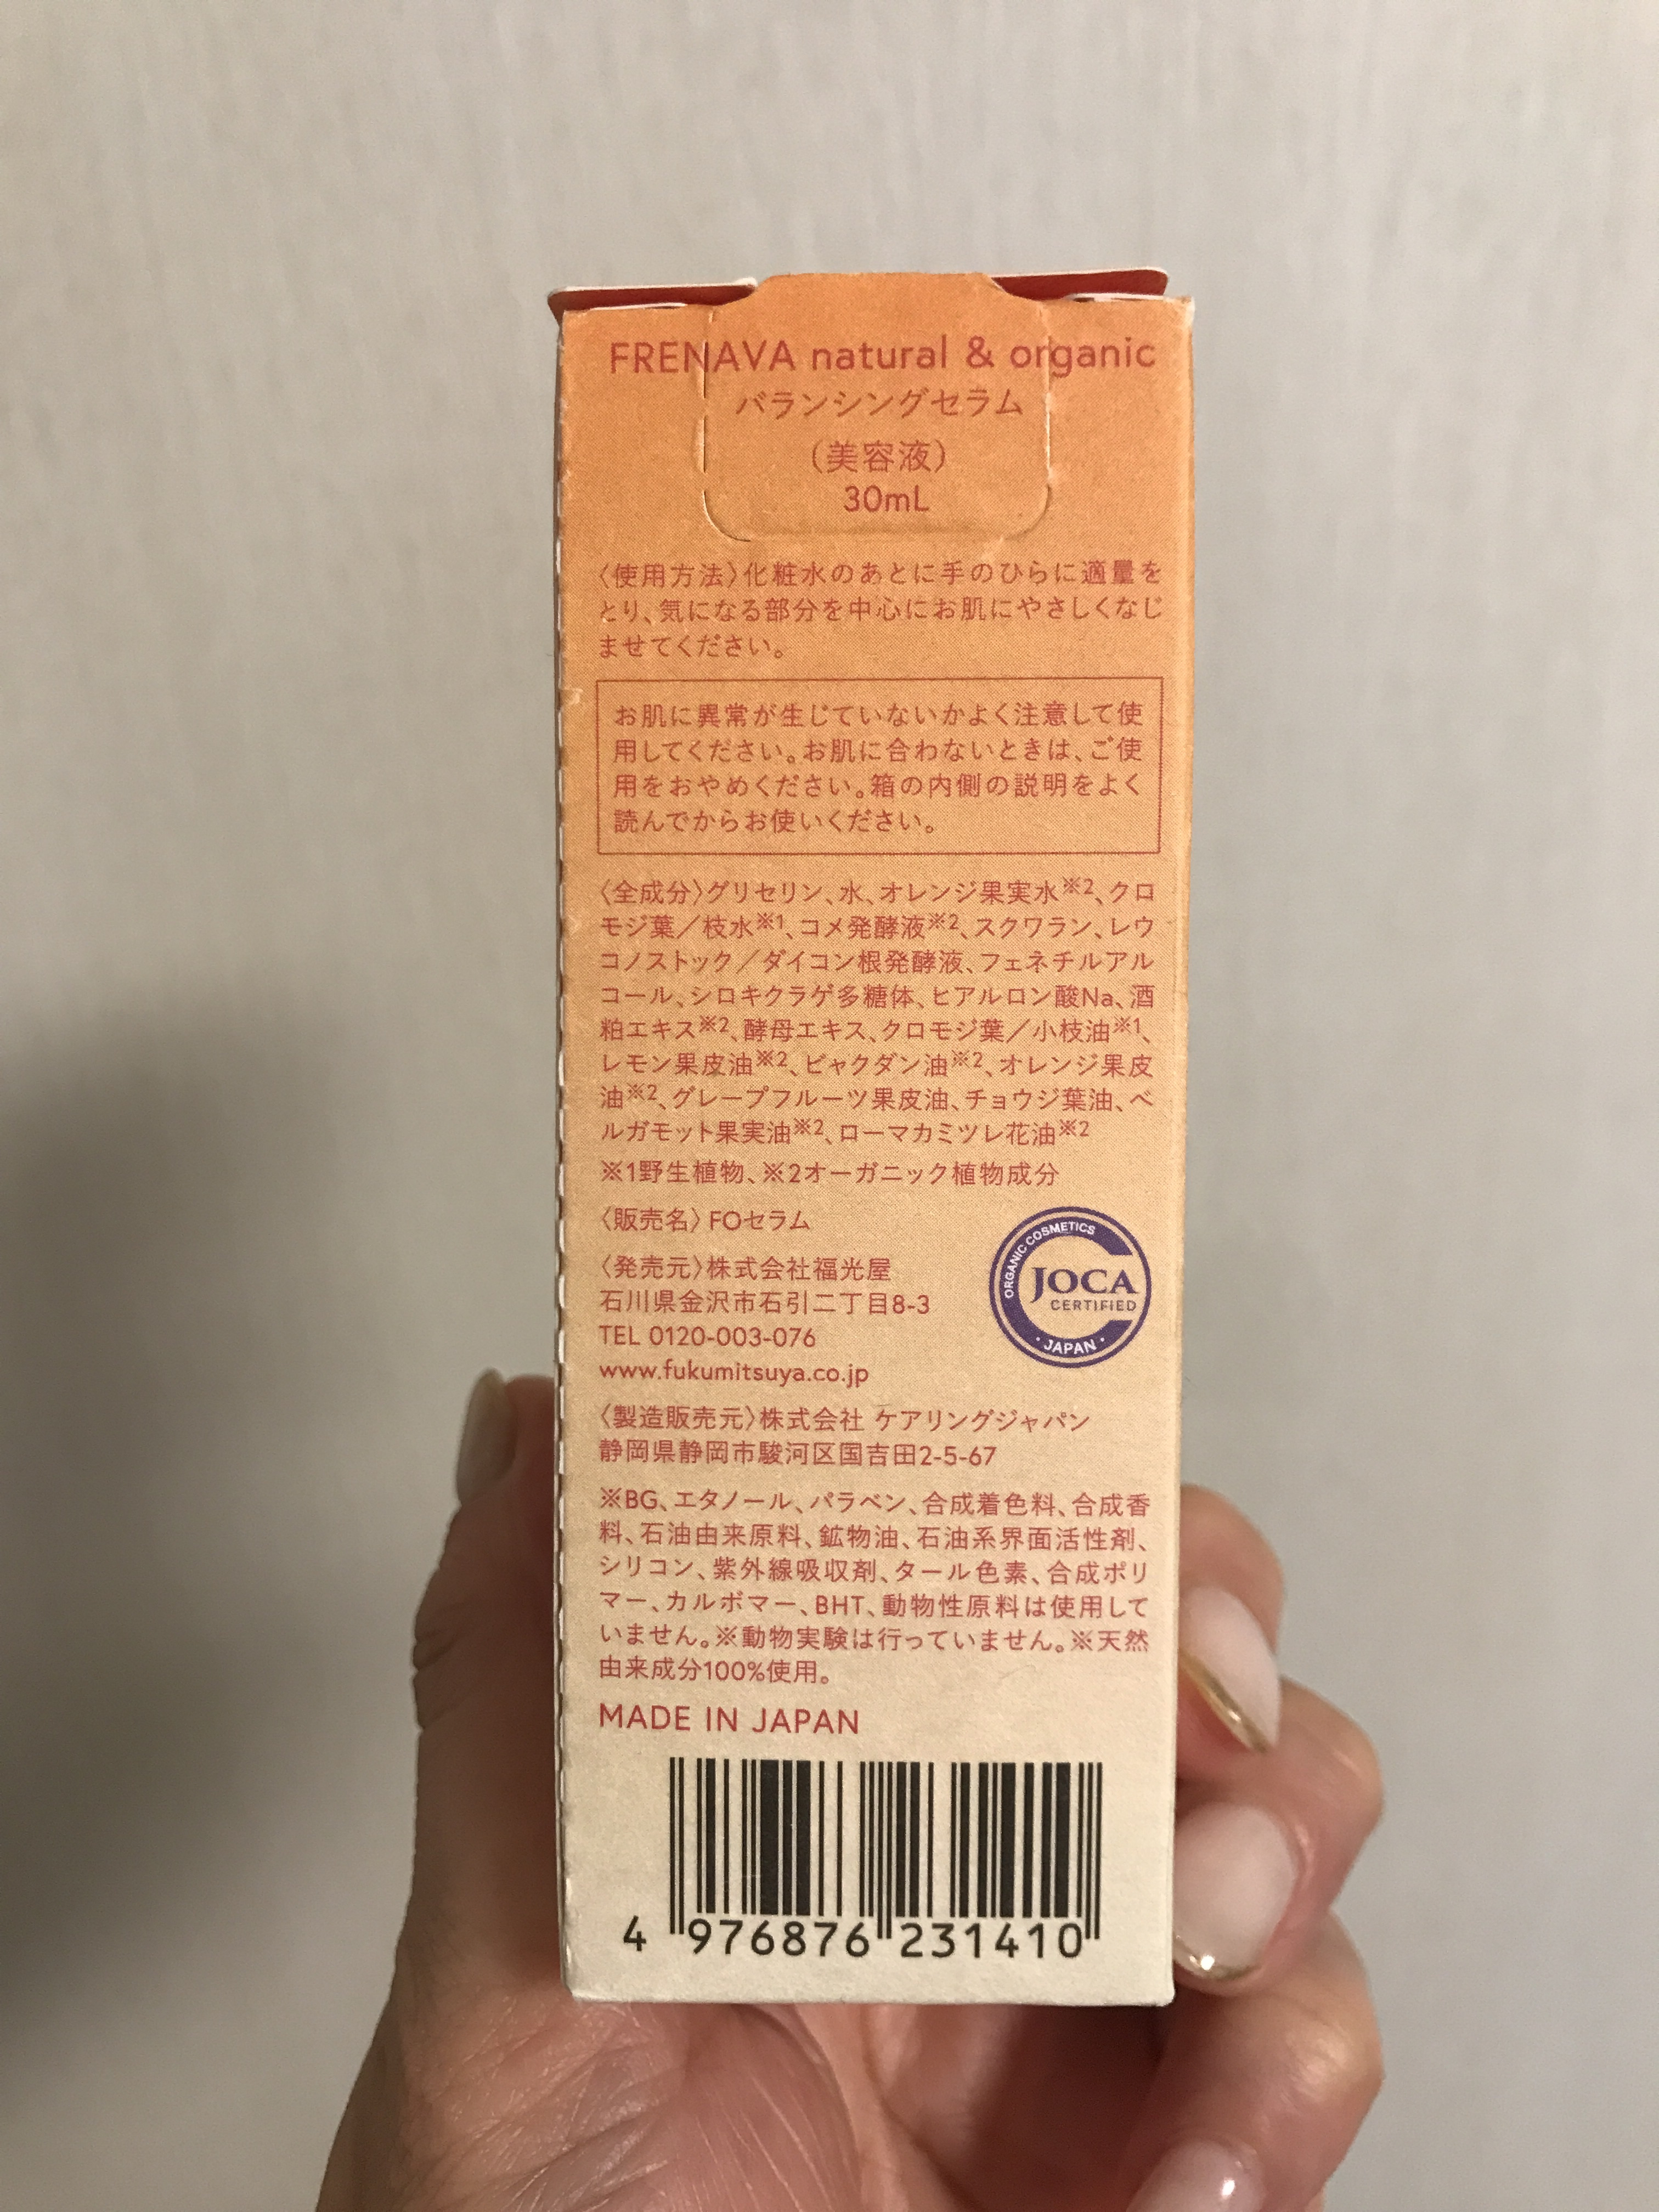 FRENAVA natural & organic
バランシングセラム
（美容液）
30mL
〈使用方法〉化粧水のあとに手のひらに適量を
とり、気になる部分を中心にお肌にやさしくなじ
ませてください。
お肌に異常が生じていないかよく注意して使
用してください。お肌に合わないときは、ご使
用をおやめください。箱の内側の説明をよく
読んでからお使いください。
〈全成分〉グリセリン、水、オレンジ果実水※2、クロ
モジ葉／枝水※1、コメ発酵液※2、スクワラン、レウ
コノストック／ダイコン根発酵液、フェネチルアル
コール、シロキクラゲ多糖体、ヒアルロン酸Na、酒
粕エキス※2、酵母エキス、クロモジ葉／小枝油※1、
レモン果皮油※2、ビャクダン油※2、オレンジ果皮
油※2、グレープフルーツ果皮油、チョウジ葉油、ベ
ルガモット果実油※2、ローマカミツレ花油※2
※1野生植物、※2オーガニック植物成分
〈販売名〉FOセラム
〈発売元〉株式会社福光屋
石川県金沢市石引二丁目8-3
TEL 0120-003-076
www.fukumitsuya.co.jp
ORGANIC COSMETICS
JOCA
CERTIFIED
・JAPAN・
〈製造販売元〉株式会社 ケアリングジャパン
静岡県静岡市駿河区国吉田2-5-67
※BG、エタノール、パラベン、合成着色料、合成香
料、石油由来原料、鉱物油、石油系界面活性剤、
シリコン、紫外線吸収剤、タール色素、合成ポリ
マー、カルボマー、BHT、動物性原料は使用して
いません。※動物実験は行っていません。※天然
由来成分100%使用。
MADE IN JAPAN
4 976876 231410